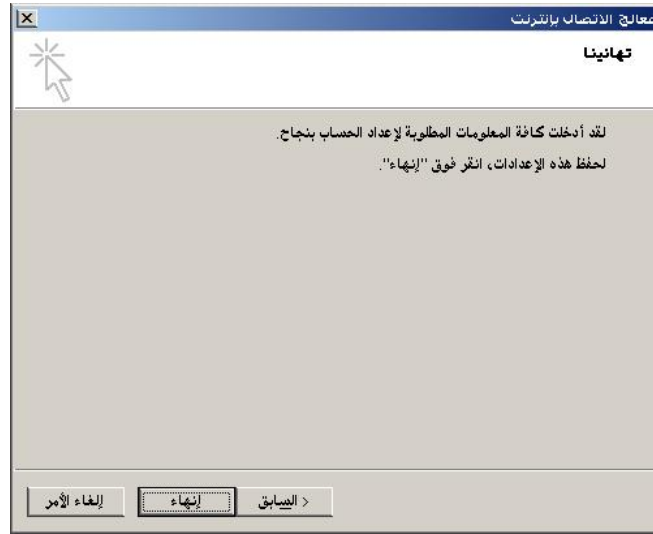 معالج الاتصال بإنترنت
تهانينا
لقد أدخلت كافة المعلومات المطلوبة لإعداد الحساب بنجاح.
لحفظ هذه الإعدادات، انقر فوق "إنهاء".
< السابق
إنهاء
إلغاء الأمر